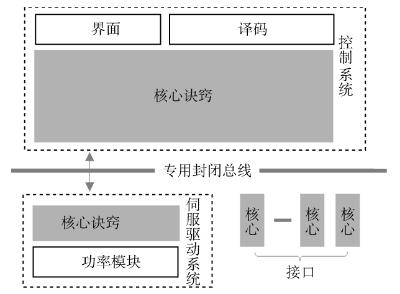 界面
译码
控制系统
核心诀窍
专用封闭总线
核心诀窍
功率模块
伺服驱动系统
核心
核心
核心
接口